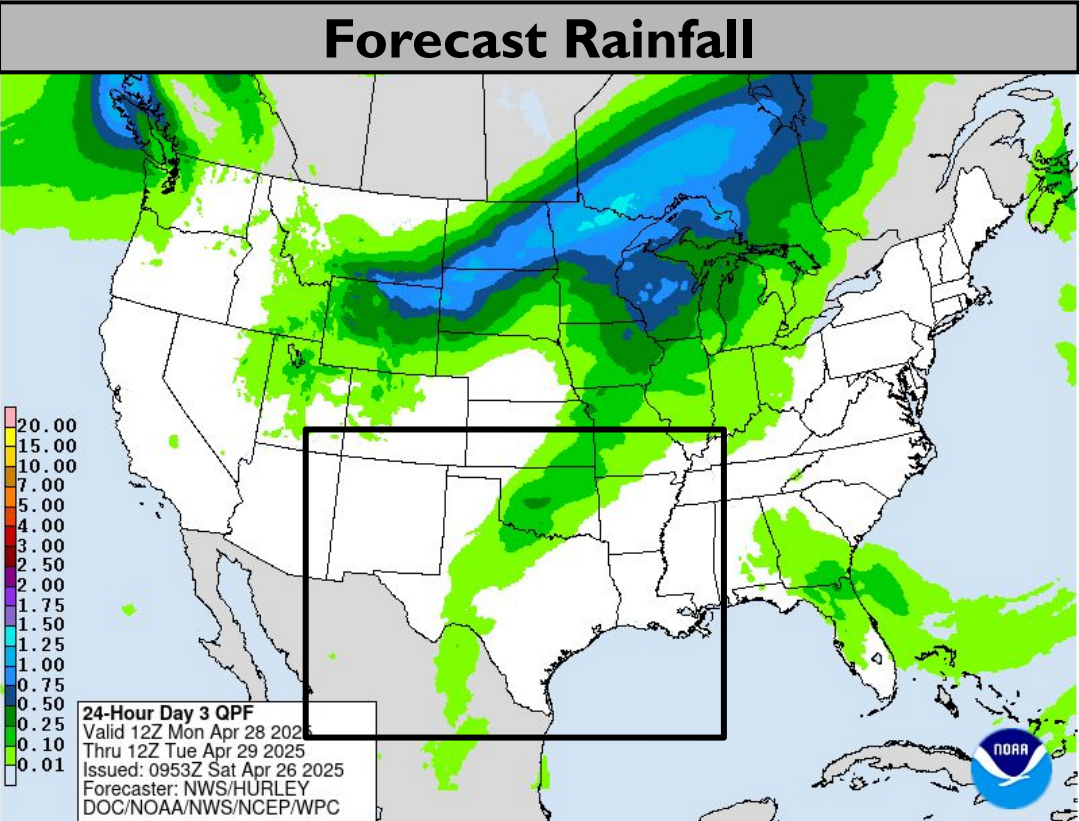 Forecast Rainfall
20.00
15.00
10.00
7.00
5.00
4.00
3.00
2.50
2.00
1.75
1.50
1.25
1.00
0.75
0.50
0.25
0.10
0.01
24-Hour Day 3 QPF
Valid 12Z Mon Apr 28 2025
Thru 12Z Tue Apr 29 2025
Issued: 0953Z Sat Apr 26 2025
Forecaster: NWS/HURLEY
DOC/NOAA/NWS/NCEP/WPC
NOAA